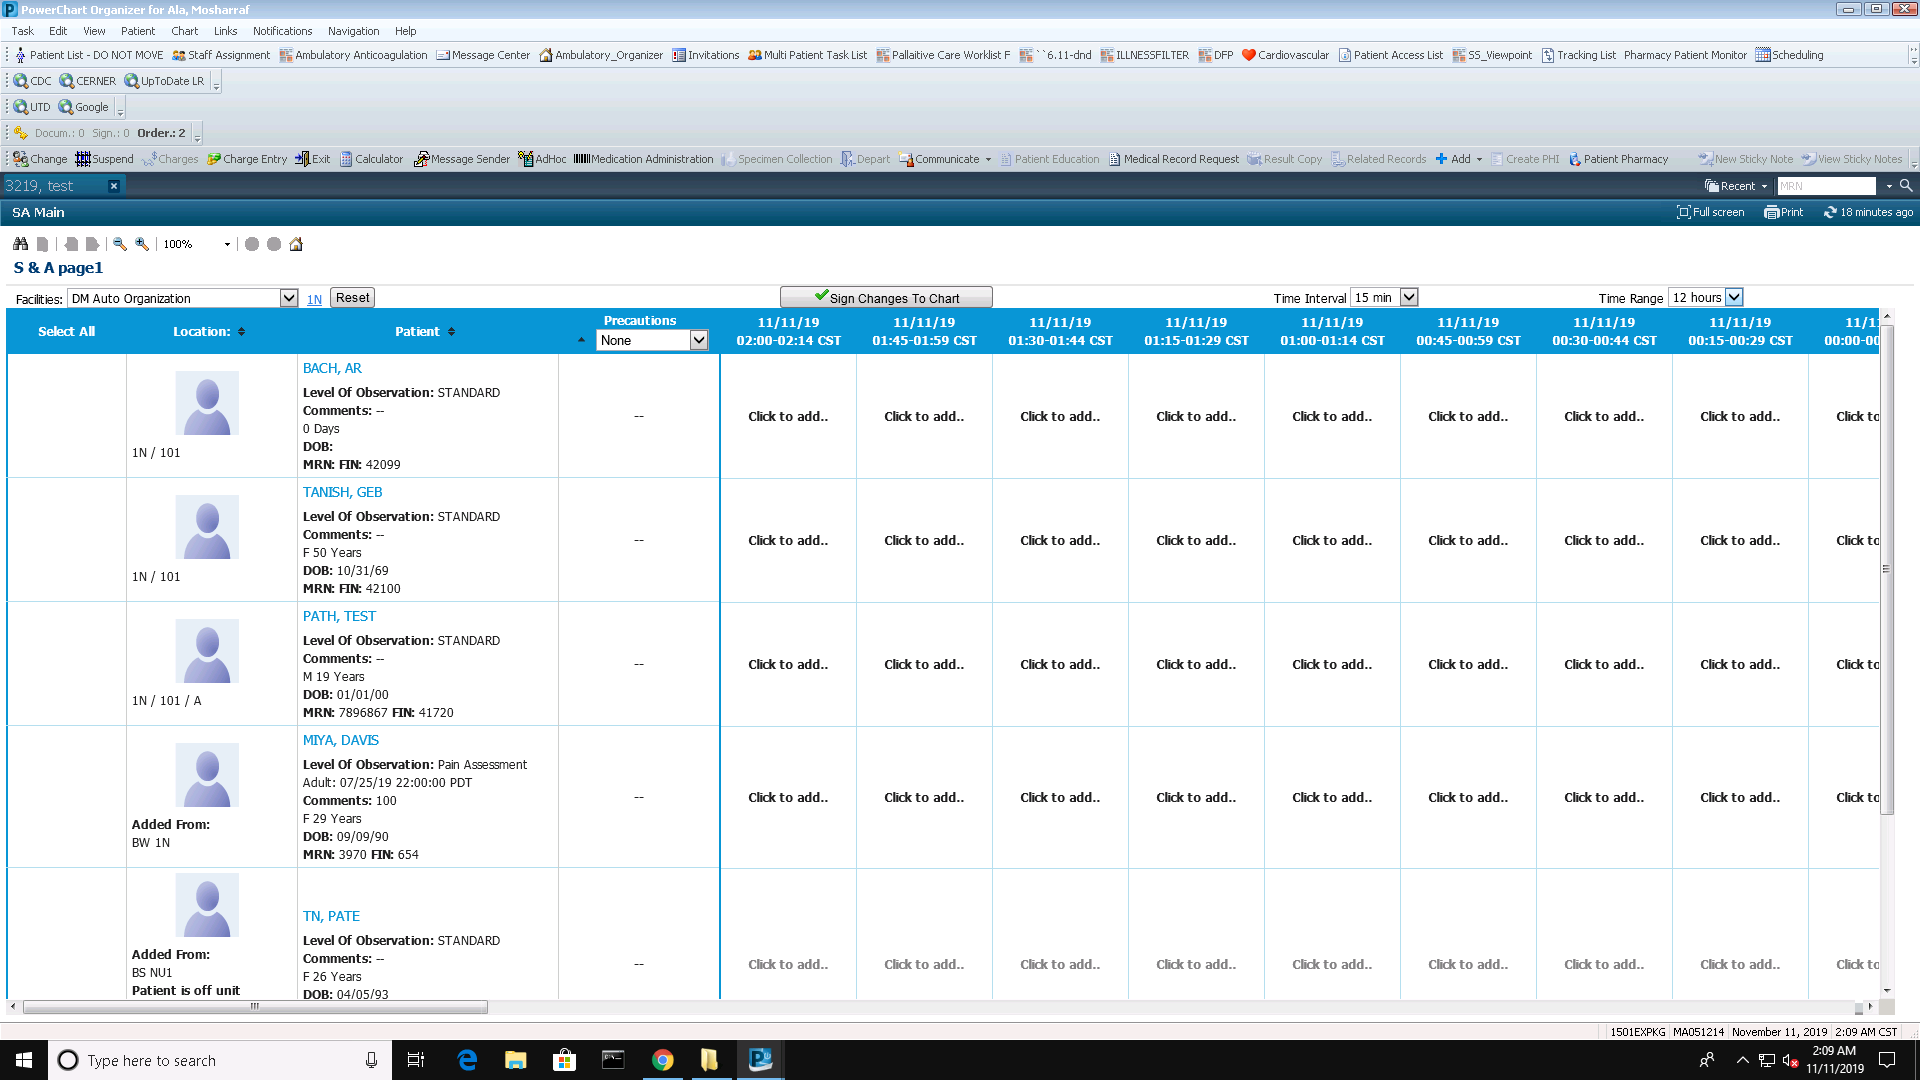 PowerChart Organizer for Ala, Mosharraf
Task Edit View Patient Chart Links Notifications Navigation Help
Patient List - DO NOT MOVE Staff Assignment Ambulatory Anticoagulation Message Center Ambulatory_Organizer Invitations Multi Patient Task List Pallaitive Care Worklist F ``6.11-dnd ILLNESSFILTER DFP Cardiovascular Patient Access List SS_Viewpoint Tracking List Pharmacy Patient Monitor Scheduling
CDC CERNER UpToDate LR
UTD Google
Docum.: 0 Sign.: 0 Order.: 2
Change Suspend Charges Charge Entry Exit Calculator Message Sender AdHoc Medication Administration Specimen Collection Depart Communicate Patient Education Medical Record Request Result Copy Related Records Add Create PHI Patient Pharmacy New Sticky Note View Sticky Notes
3219, test Recent MRN
SA Main Full screen Print 18 minutes ago
100%
S & A page1
Facilities: DM Auto Organization 1N Reset Sign Changes To Chart Time Interval 15 min Time Range 12 hours
Select All Location: Patient Precautions None
11/11/19 11/11/19 11/11/19 11/11/19 11/11/19 11/11/19 11/11/19 11/11/19 11/1
02:00-02:14 CST 01:45-01:59 CST 01:30-01:44 CST 01:15-01:29 CST 01:00-01:14 CST 00:45-00:59 CST 00:30-00:44 CST 00:15-00:29 CST 00:00-00
BACH, AR
Level Of Observation: STANDARD
Comments: --
0 Days
DOB:
MRN: FIN: 42099
1N / 101
--
Click to add.. Click to add.. Click to add.. Click to add.. Click to add.. Click to add.. Click to add.. Click to add.. Click to
TANISH, GEB
Level Of Observation: STANDARD
Comments: --
F 50 Years
DOB: 10/31/69
MRN: FIN: 42100
1N / 101
--
Click to add.. Click to add.. Click to add.. Click to add.. Click to add.. Click to add.. Click to add.. Click to add.. Click to
PATH, TEST
Level Of Observation: STANDARD
Comments: --
M 19 Years
DOB: 01/01/00
MRN: 7896867 FIN: 41720
1N / 101 / A
--
Click to add.. Click to add.. Click to add.. Click to add.. Click to add.. Click to add.. Click to add.. Click to add.. Click to
MIYA, DAVIS
Level Of Observation: Pain Assessment
Adult: 07/25/19 22:00:00 PDT
Comments: 100
F 29 Years
DOB: 09/09/90
MRN: 3970 FIN: 654
Added From:
BW 1N
--
Click to add.. Click to add.. Click to add.. Click to add.. Click to add.. Click to add.. Click to add.. Click to add.. Click to
TN, PATE
Level Of Observation: STANDARD
Comments: --
F 26 Years
DOB: 04/05/93
Added From:
BS NU1
Patient is off unit
--
Click to add.. Click to add.. Click to add.. Click to add.. Click to add.. Click to add.. Click to add.. Click to add.. Click to
1501EXPKG MA051214 November 11, 2019 2:09 AM CST
Type here to search
2:09 AM
11/11/2019